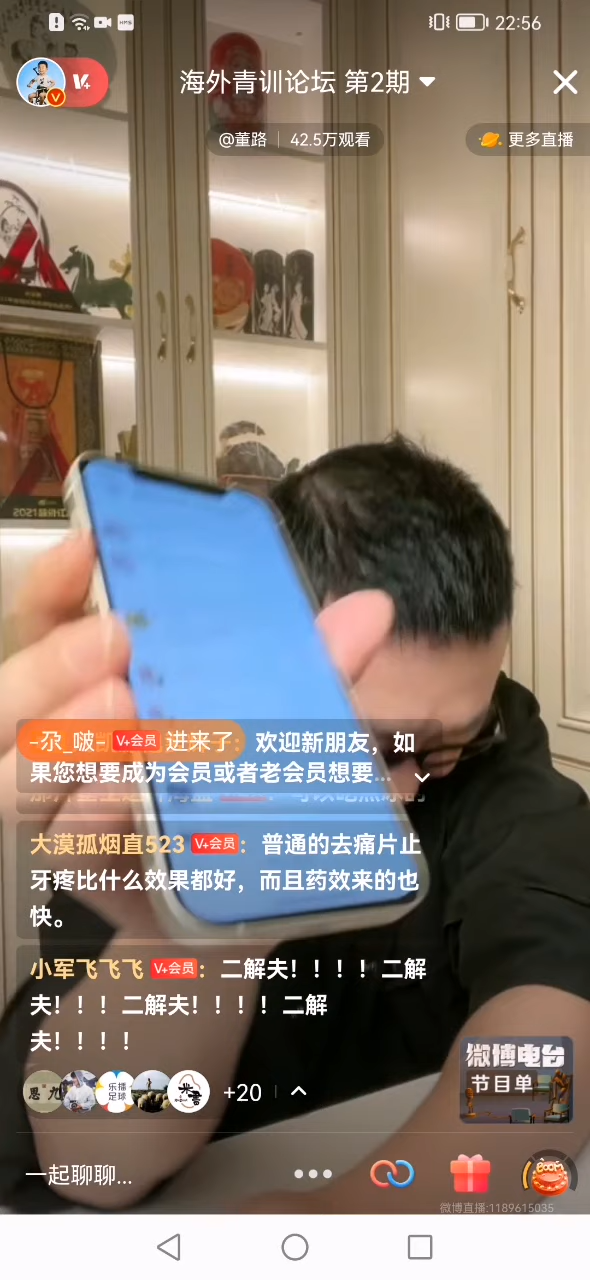 22:56
V+
海外青训论坛 第2期
@董路 42.5万观看
更多直播
2021
-尕_啵- V+会员 进来了
欢迎新朋友，如
果您想要成为会员或者老会员想要...
大漠孤烟直523 V+会员： 普通的去痛片止
牙疼比什么效果都好，而且药效来的也
快。
小军飞飞飞 V+会员： 二解夫！！！！二解
夫！！！二解夫！！！！二解
夫！！！！
乐播
足球
+20
微博电台
节目单
一起聊聊...
微博直播:1189615035